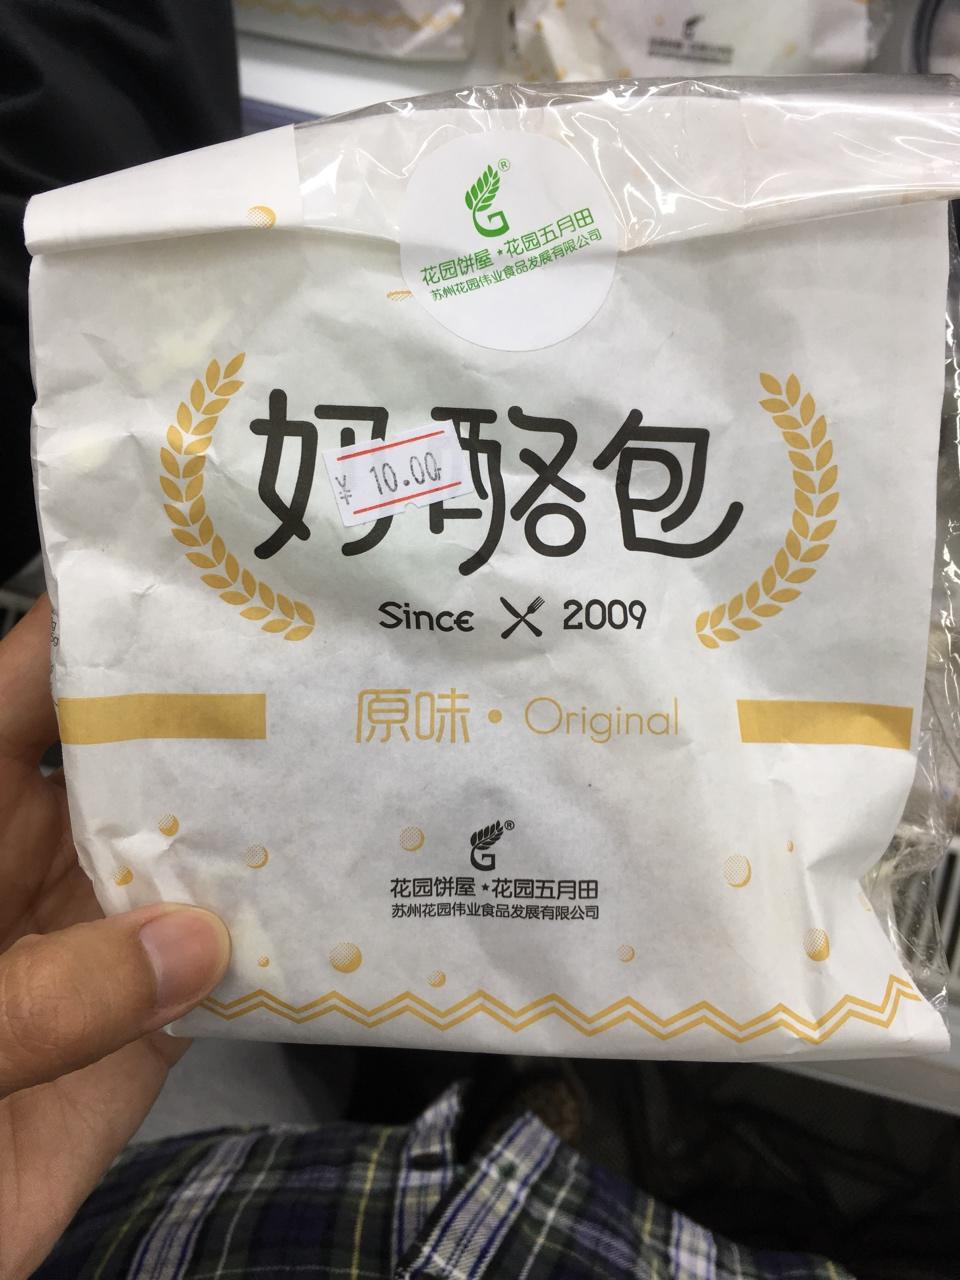 花园饼屋★花园五月田
苏州花园伟业食品发展有限公司
奶酪包
¥ 10.00
Since 2009
原味・Original
花园饼屋★花园五月田
苏州花园伟业食品发展有限公司